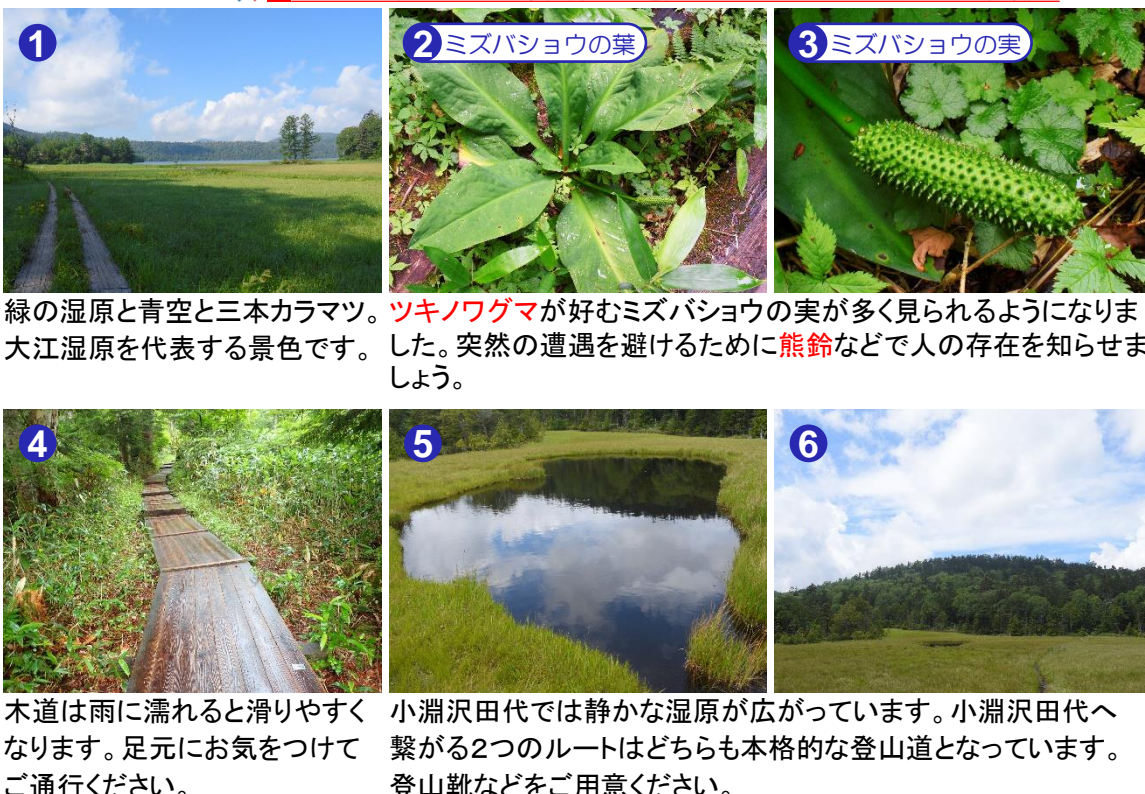 1
2 ミズバショウの葉
3 ミズバショウの実
緑の湿原と青空と三本カラマツ。
大江湿原を代表する景色です。
ツキノワグマが好むミズバショウの実が多く見られるようになりま
した。突然の遭遇を避けるために熊鈴などで人の存在を知らせま
しょう。
4
5
6
木道は雨に濡れると滑りやすく
なります。足元にお気をつけて
ご通行ください。
小淵沢田代では静かな湿原が広がっています。小淵沢田代へ
繋がる2つのルートはどちらも本格的な登山道となっています。
登山靴などをご用意ください。